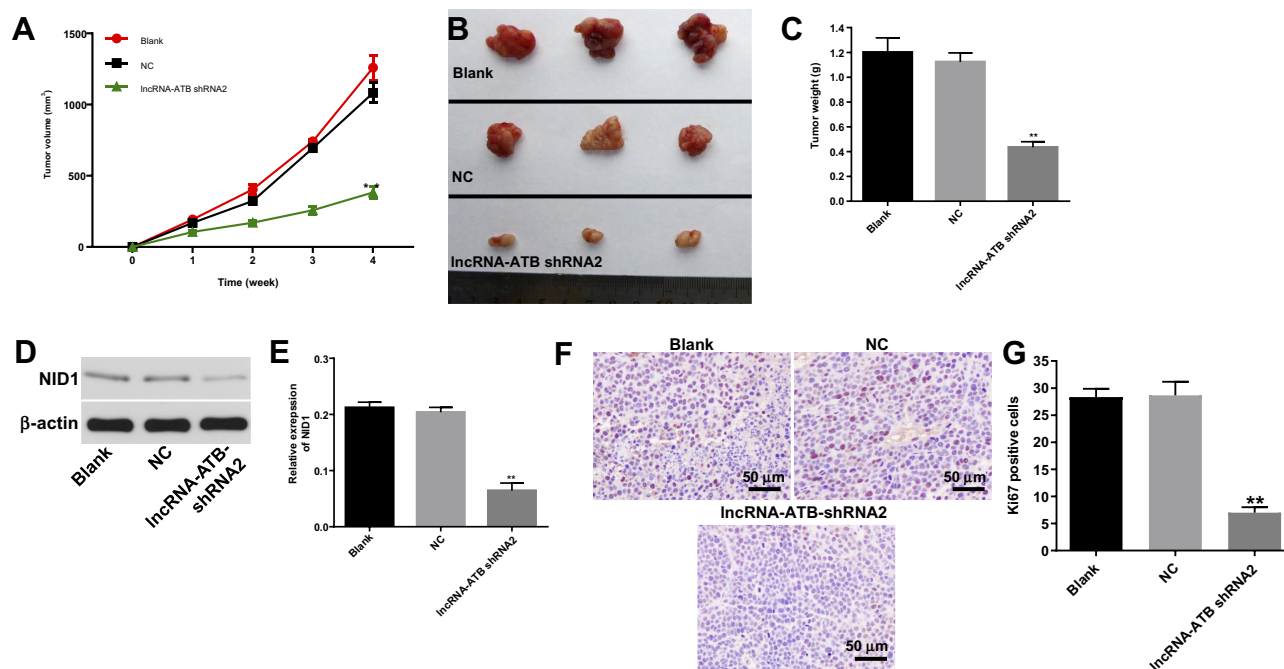 A
Tumor volume (mm³)
1500
1000
500
0
Blank
NC
lncRNA-ATB shRNA2
* *
0 1 2 3 4
Time (week)
B
Blank
NC
lncRNA-ATB shRNA2
C
Tumor weight (g)
1.4
1.2
1.0
0.8
0.6
0.4
0.2
0.0
**
Blank
NC
lncRNA-ATB shRNA2
D
NID1
β-actin
Blank
NC
lncRNA-ATB-
shRNA2
E
Relative exrepssion
of NID1
0.3
0.2
0.1
0.0
**
Blank
NC
lncRNA-ATB shRNA2
F
Blank
50 μm
NC
50 μm
lncRNA-ATB-shRNA2
50 μm
G
Ki67 positive cells
35
30
25
20
15
10
5
0
**
Blank
NC
lncRNA-ATB shRNA2